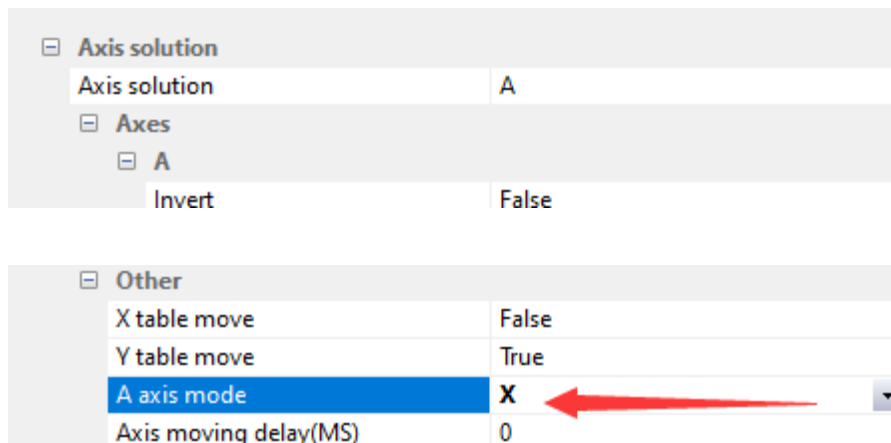 Axis solution
Axis solution A
Axes
A
Invert False
Other
X table move False
Y table move True
A axis mode X
Axis moving delay(MS) 0